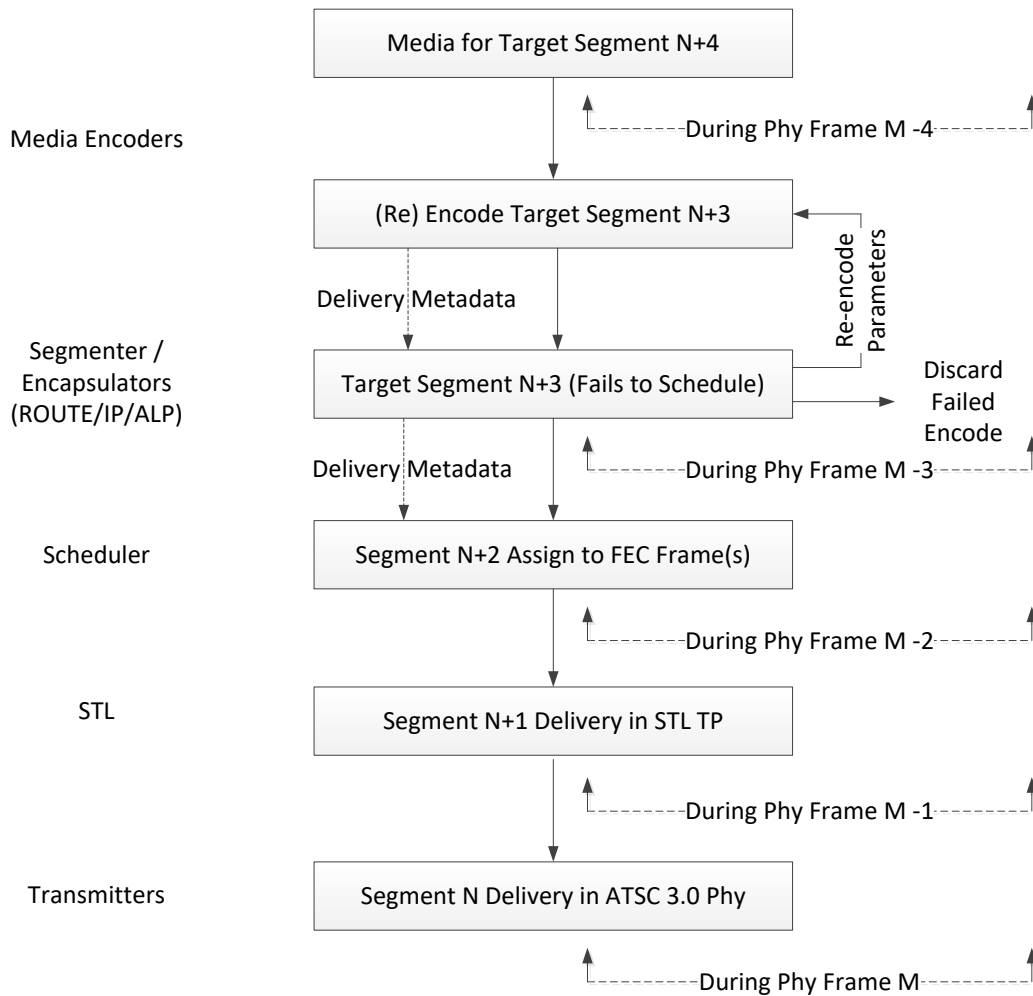 Media for Target Segment N+4
During Phy Frame M -4
Media Encoders
(Re) Encode Target Segment N+3
Re-encode
Parameters
Delivery Metadata
Segmenter /
Encapsulators
(ROUTE/IP/ALP)
Target Segment N+3 (Fails to Schedule)
Discard
Failed
Encode
Delivery Metadata
During Phy Frame M -3
Scheduler
Segment N+2 Assign to FEC Frame(s)
During Phy Frame M -2
STL
Segment N+1 Delivery in STL TP
During Phy Frame M -1
Transmitters
Segment N Delivery in ATSC 3.0 Phy
During Phy Frame M